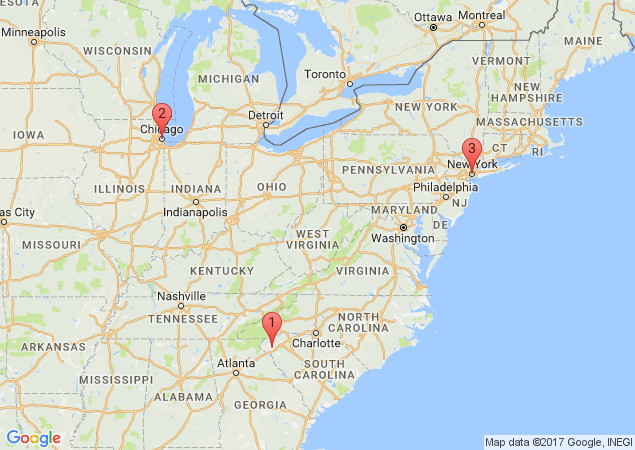 Ottawa
Montreal
MINNESOTA
Minneapolis
MAINE
WISCONSIN
VERMONT
MICHIGAN
Toronto
NEW
HAMPSHIRE
NEW YORK
2
Detroit
MASSACHUSETTS
Chicago
IOWA
3
CT
RI
New York
PENNSYLVANIA
ILLINOIS
INDIANA
OHIO
Philadelphia
NJ
Indianapolis
MARYLAND
as City
DE
WEST
VIRGINIA
Washington
MISSOURI
KENTUCKY
VIRGINIA
Nashville
TENNESSEE
1
NORTH
CAROLINA
ARKANSAS
Charlotte
Atlanta
SOUTH
CAROLINA
MISSISSIPPI
ALABAMA
GEORGIA
Google
Map data ©2017 Google, INEGI